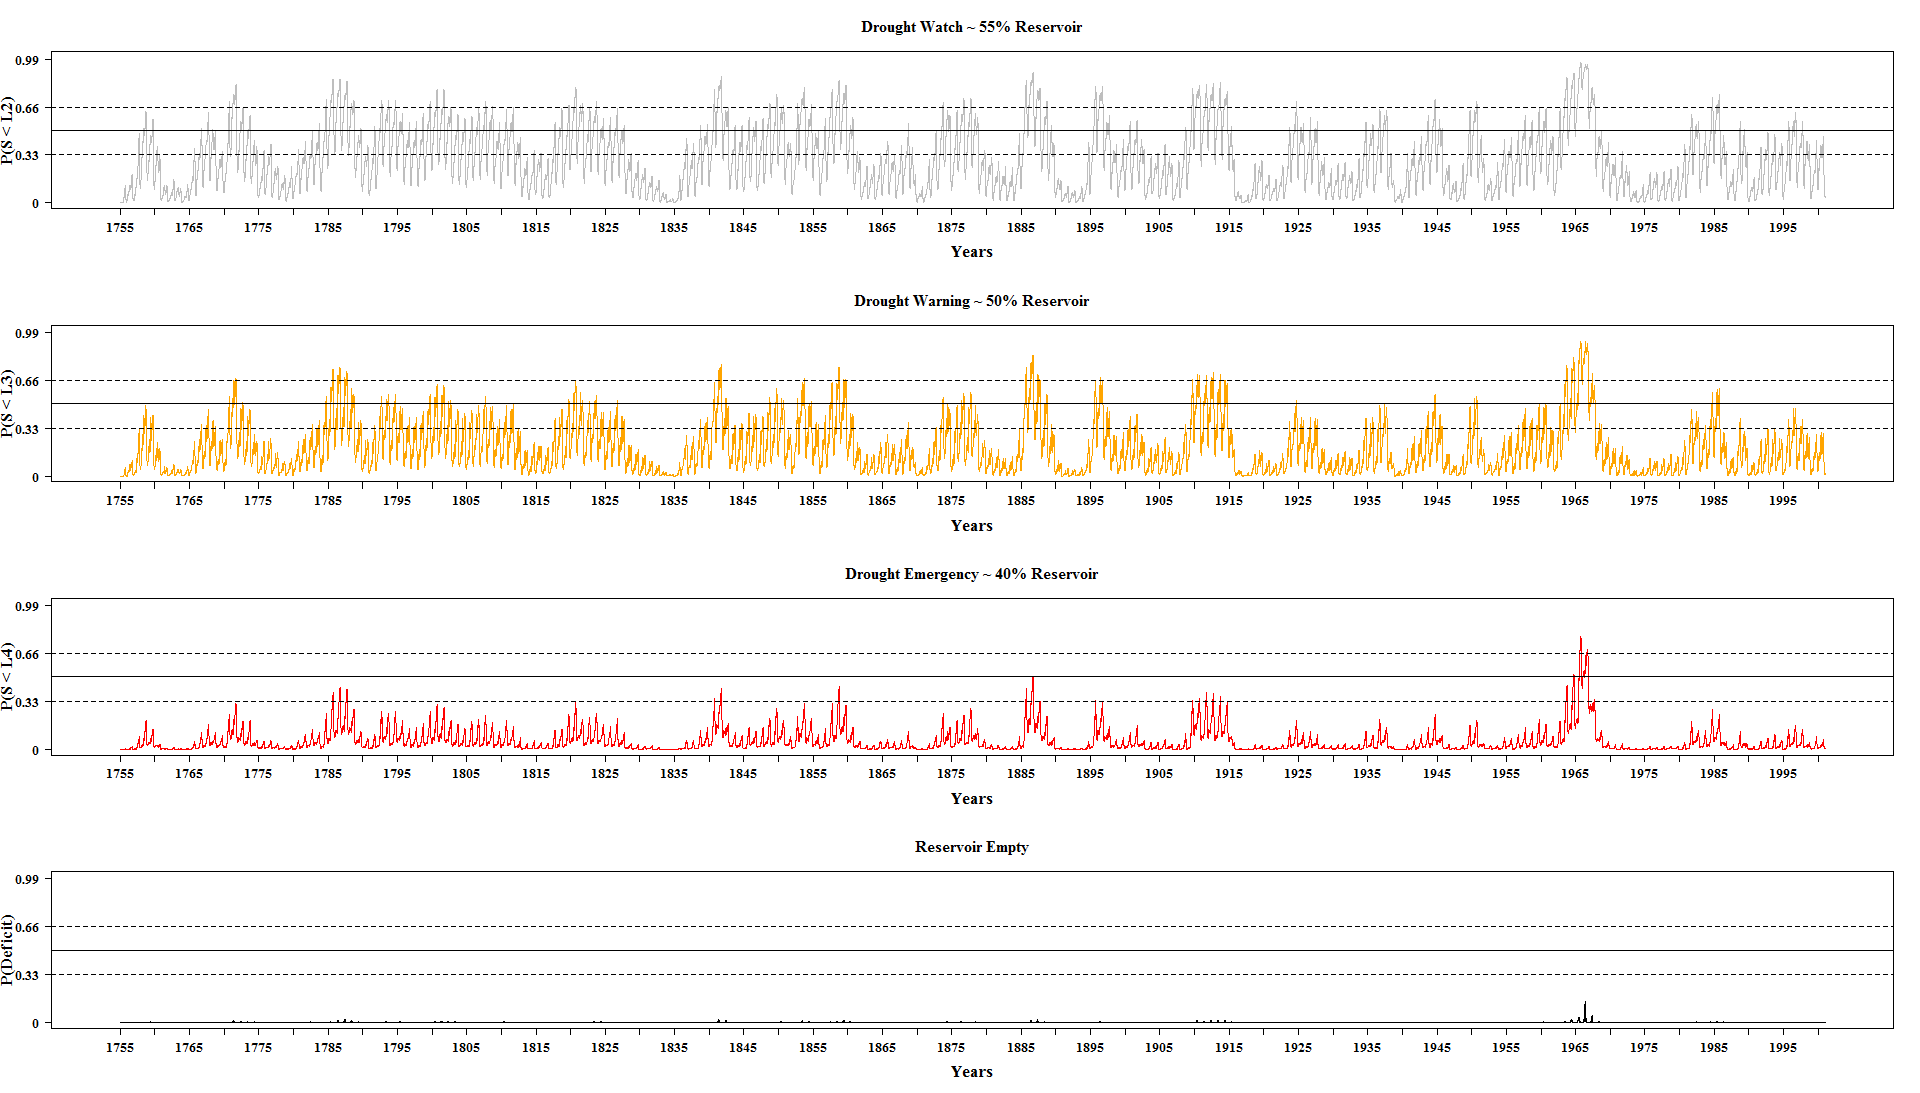 Drought Watch ~ 55% Reservoir
P(S < L2)
0.99
0.66
0.33
0
1755 1765 1775 1785 1795 1805 1815 1825 1835 1845 1855 1865 1875 1885 1895 1905 1915 1925 1935 1945 1955 1965 1975 1985 1995
Years
Drought Warning ~ 50% Reservoir
P(S < L3)
0.99
0.66
0.33
0
1755 1765 1775 1785 1795 1805 1815 1825 1835 1845 1855 1865 1875 1885 1895 1905 1915 1925 1935 1945 1955 1965 1975 1985 1995
Years
Drought Emergency ~ 40% Reservoir
P(S < L4)
0.99
0.66
0.33
0
1755 1765 1775 1785 1795 1805 1815 1825 1835 1845 1855 1865 1875 1885 1895 1905 1915 1925 1935 1945 1955 1965 1975 1985 1995
Years
Reservoir Empty
P(Deficit)
0.99
0.66
0.33
0
1755 1765 1775 1785 1795 1805 1815 1825 1835 1845 1855 1865 1875 1885 1895 1905 1915 1925 1935 1945 1955 1965 1975 1985 1995
Years